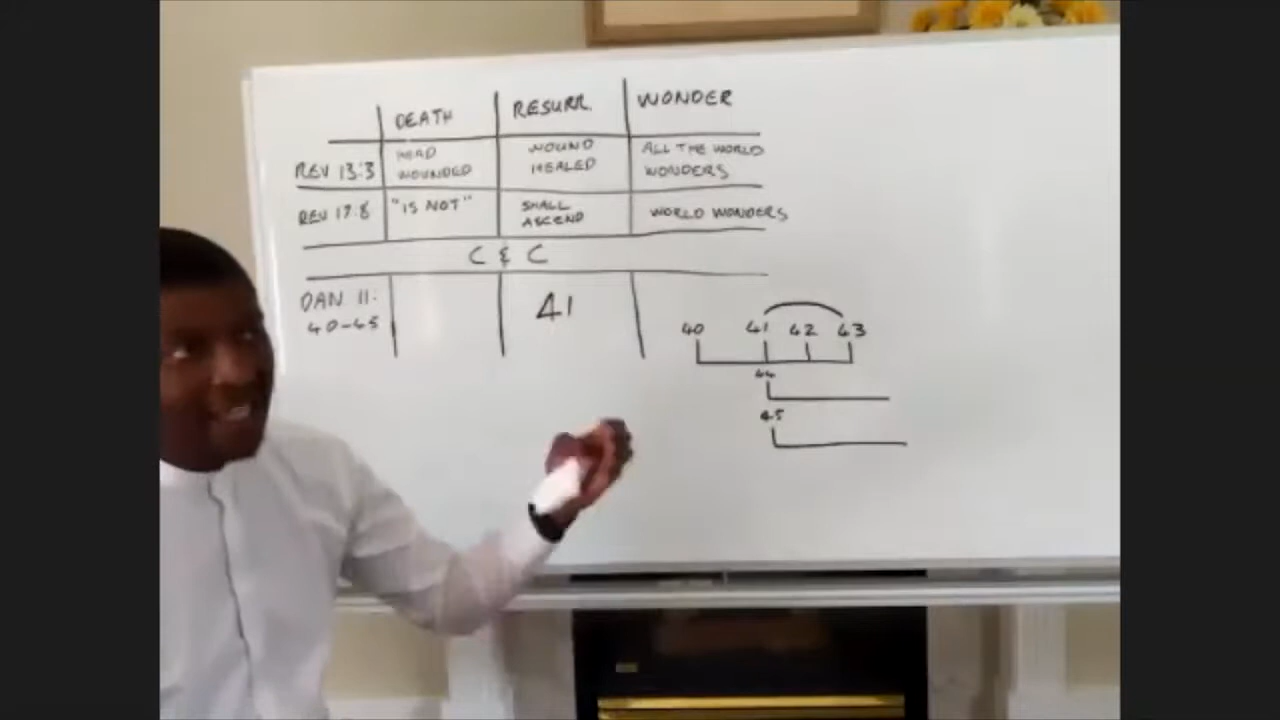 DEATH RESURR. WONDER
REV 13:3 HEAD WOUNDED WOUND HEALED ALL THE WORLD WONDERS
REV 17:8 "IS NOT" SHALL ASCEND WORLD WONDERS
C & C
DAN 11: 40-45 41
40 41 42 43
44
45